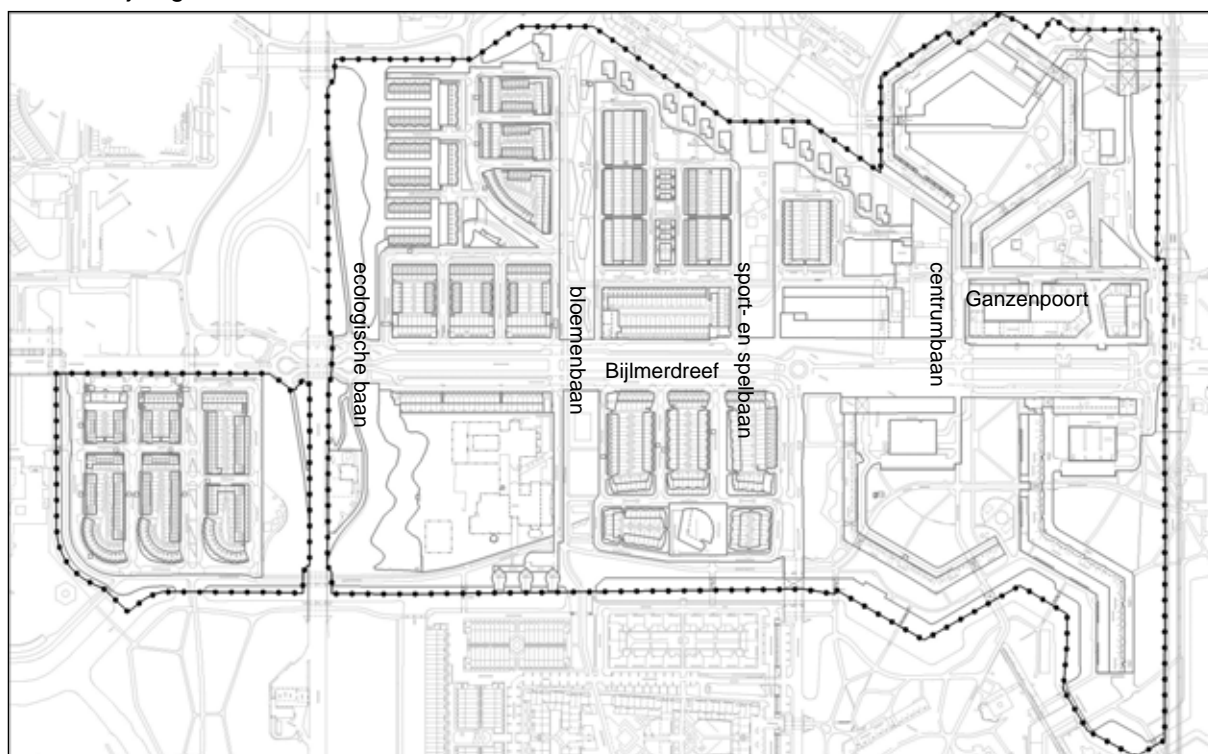 ecologische baan
bloemenbaan
sport- en spelbaan
centrumbaan
Ganzenpoort
Bijlmerdreef